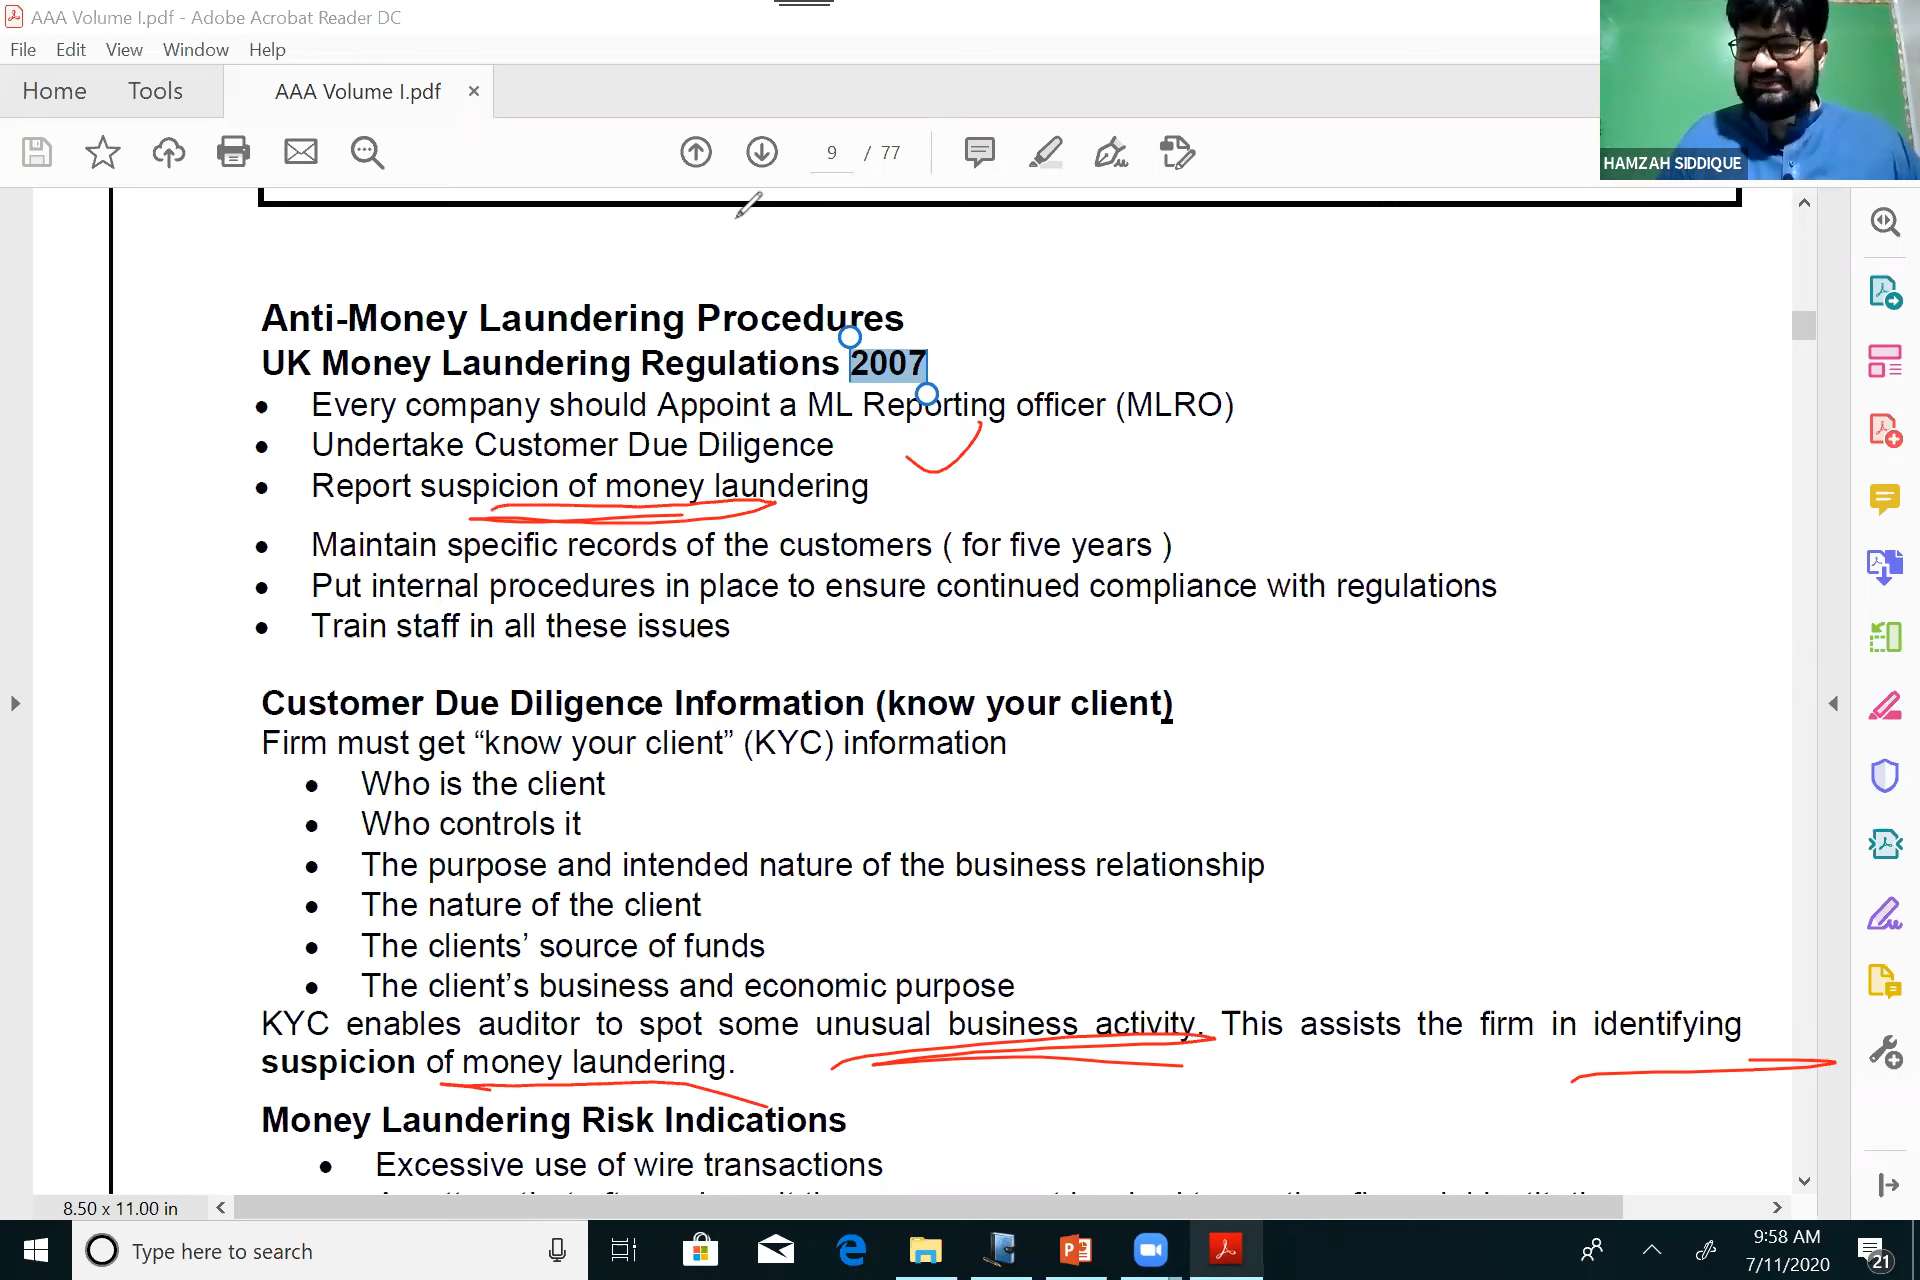 AAA Volume I.pdf - Adobe Acrobat Reader DC
File Edit View Window Help
Home Tools AAA Volume I.pdf ×
9 / 77
HAMZAH SIDDIQUE
Anti-Money Laundering Procedures
UK Money Laundering Regulations 2007
• Every company should Appoint a ML Reporting officer (MLRO)
• Undertake Customer Due Diligence
• Report suspicion of money laundering
• Maintain specific records of the customers ( for five years )
• Put internal procedures in place to ensure continued compliance with regulations
• Train staff in all these issues
Customer Due Diligence Information (know your client)
Firm must get “know your client” (KYC) information
• Who is the client
• Who controls it
• The purpose and intended nature of the business relationship
• The nature of the client
• The clients’ source of funds
• The client’s business and economic purpose
KYC enables auditor to spot some unusual business activity. This assists the firm in identifying
suspicion of money laundering.
Money Laundering Risk Indications
• Excessive use of wire transactions
8.50 x 11.00 in
Type here to search
9:58 AM
7/11/2020
21